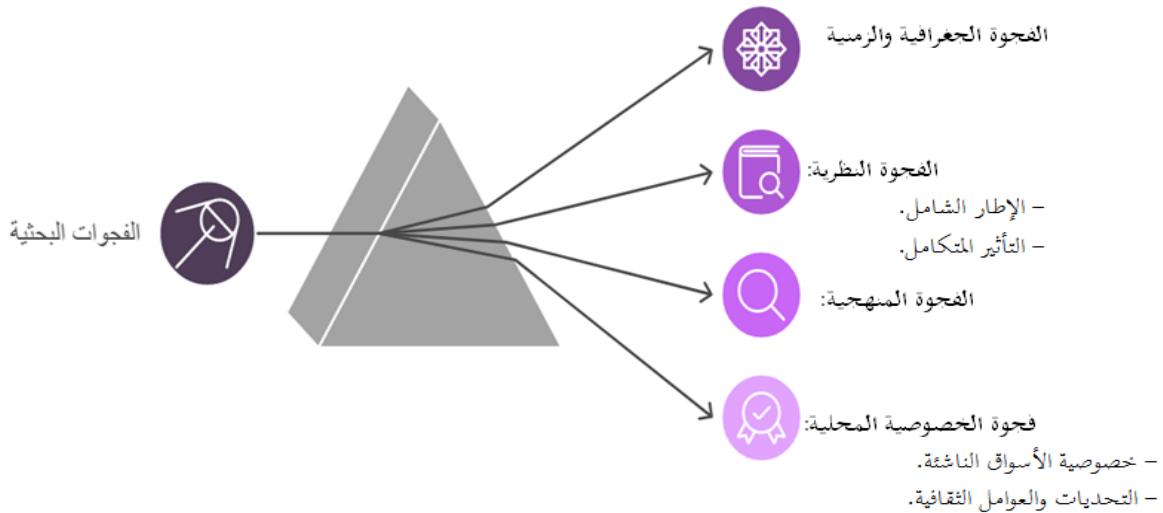 الفجوات البحثية
الفجوة الجغرافية والزمنية
الفجوة النظرية:
– الإطار الشامل.
– التأثير المتكامل.
الفجوة المنهجية:
فجوة الخصوصية المحلية:
– خصوصية الأسواق الناشئة.
– التحديات والعوامل الثقافية.